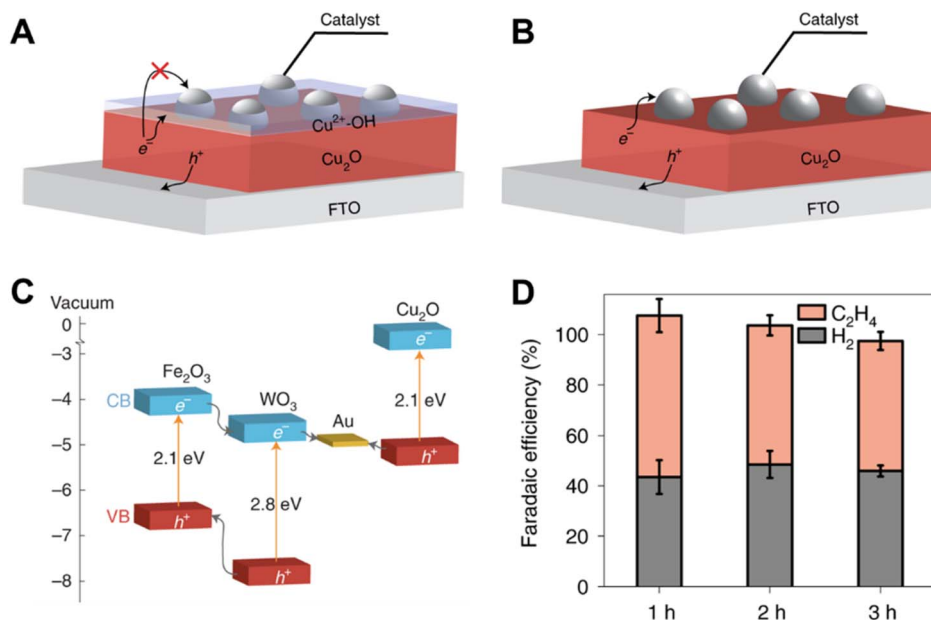 A
Catalyst
e⁻
h⁺
Cu²⁺-OH
Cu₂O
FTO
B
Catalyst
e⁻
h⁺
Cu₂O
FTO
C
Vacuum
0
−3
−4
−5
−6
−7
−8
CB
VB
Fe₂O₃
e⁻
2.1 eV
h⁺
WO₃
e⁻
2.8 eV
h⁺
Au
Cu₂O
e⁻
2.1 eV
h⁺
D
Faradaic efficiency (%)
100
80
60
40
20
0
C₂H₄
H₂
1 h 2 h 3 h